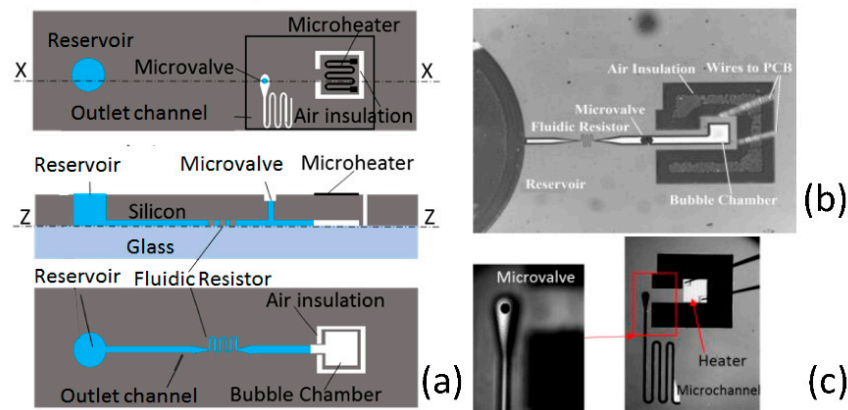 Reservoir
Microheater
X
X
Microvalve
Outlet channel
Air insulation
Reservoir
Microvalve
Microheater
Z
Silicon
Z
Glass
Reservoir
Fluidic Resistor
Air insulation
Outlet channel
Bubble Chamber
(a)
Air Insulation
Wires to PCB
Microvalve
Fluidic Resistor
Reservoir
Bubble Chamber
(b)
Microvalve
Heater
Microchannel
(c)